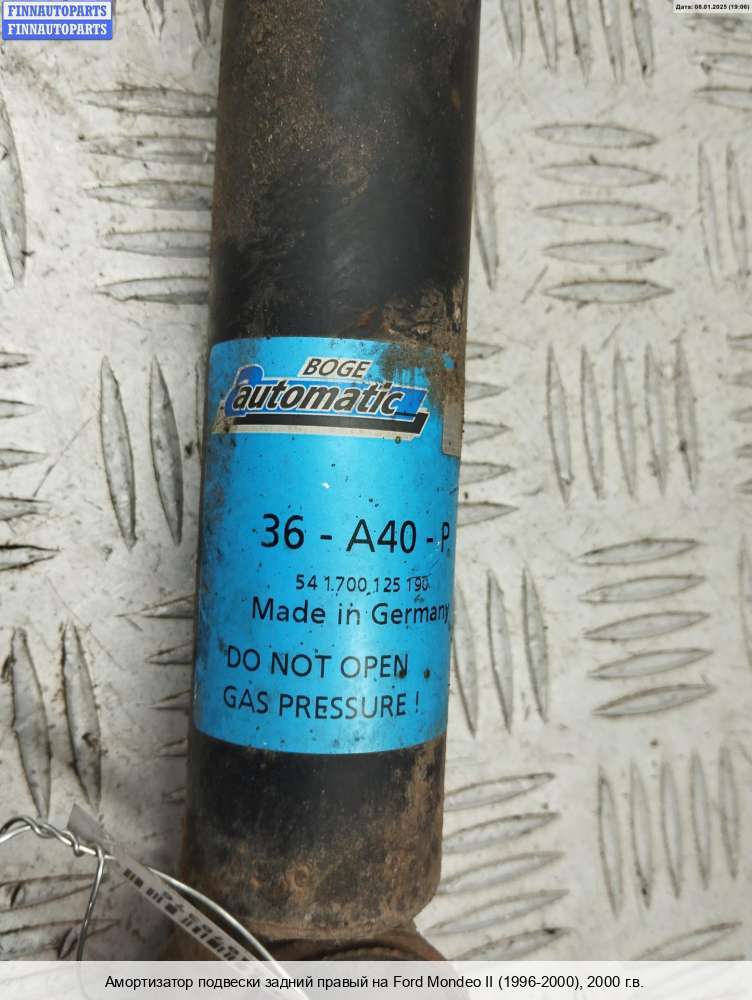 FINNAUTOPARTS
FINNAUTOPARTS
Дата: 08.01.2025 (19:06)
BOGE
automatic
36 - A40 - P
54 1.700 125 190
Made in Germany
DO NOT OPEN
GAS PRESSURE !
Амортизатор подвески задний правый на Ford Mondeo II (1996-2000), 2000 г.в.